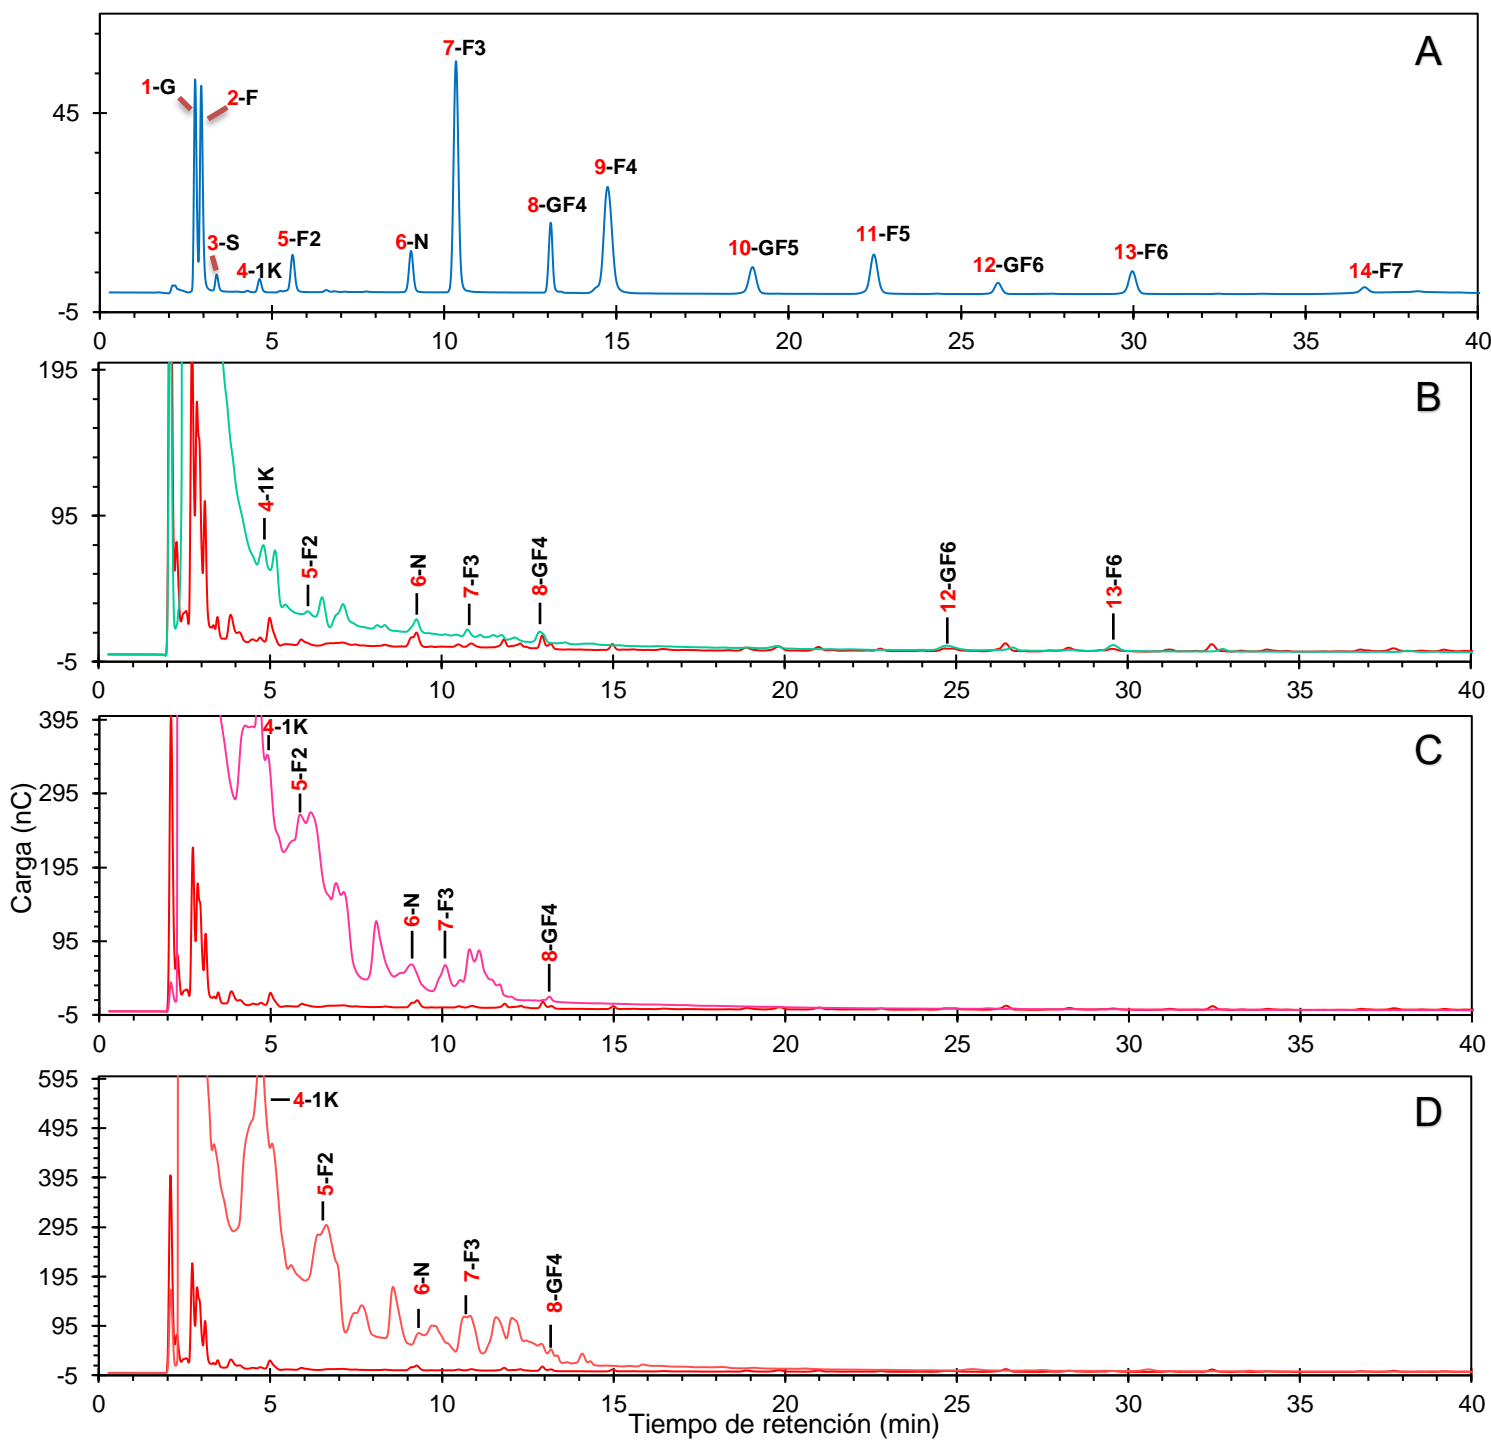 A
7-F3
1-G
2-F
45
9-F4
8-GF4
3-S
5-F2
6-N
4-1K
10-GF5
11-F5
12-GF6
13-F6
14-F7
-5
0 5 10 15 20 25 30 35 40
B
195
95
-5
4-1K
5-F2
6-N
7-F3
8-GF4
12-GF6
13-F6
0 5 10 15 20 25 30 35 40
C
395
295
195
95
-5
4-1K
5-F2
6-N
7-F3
8-GF4
0 5 10 15 20 25 30 35 40
Carga (nC)
D
595
495
395
295
195
95
-5
4-1K
5-F2
6-N
7-F3
8-GF4
0 5 10 15 20 25 30 35 40
Tiempo de retención (min)